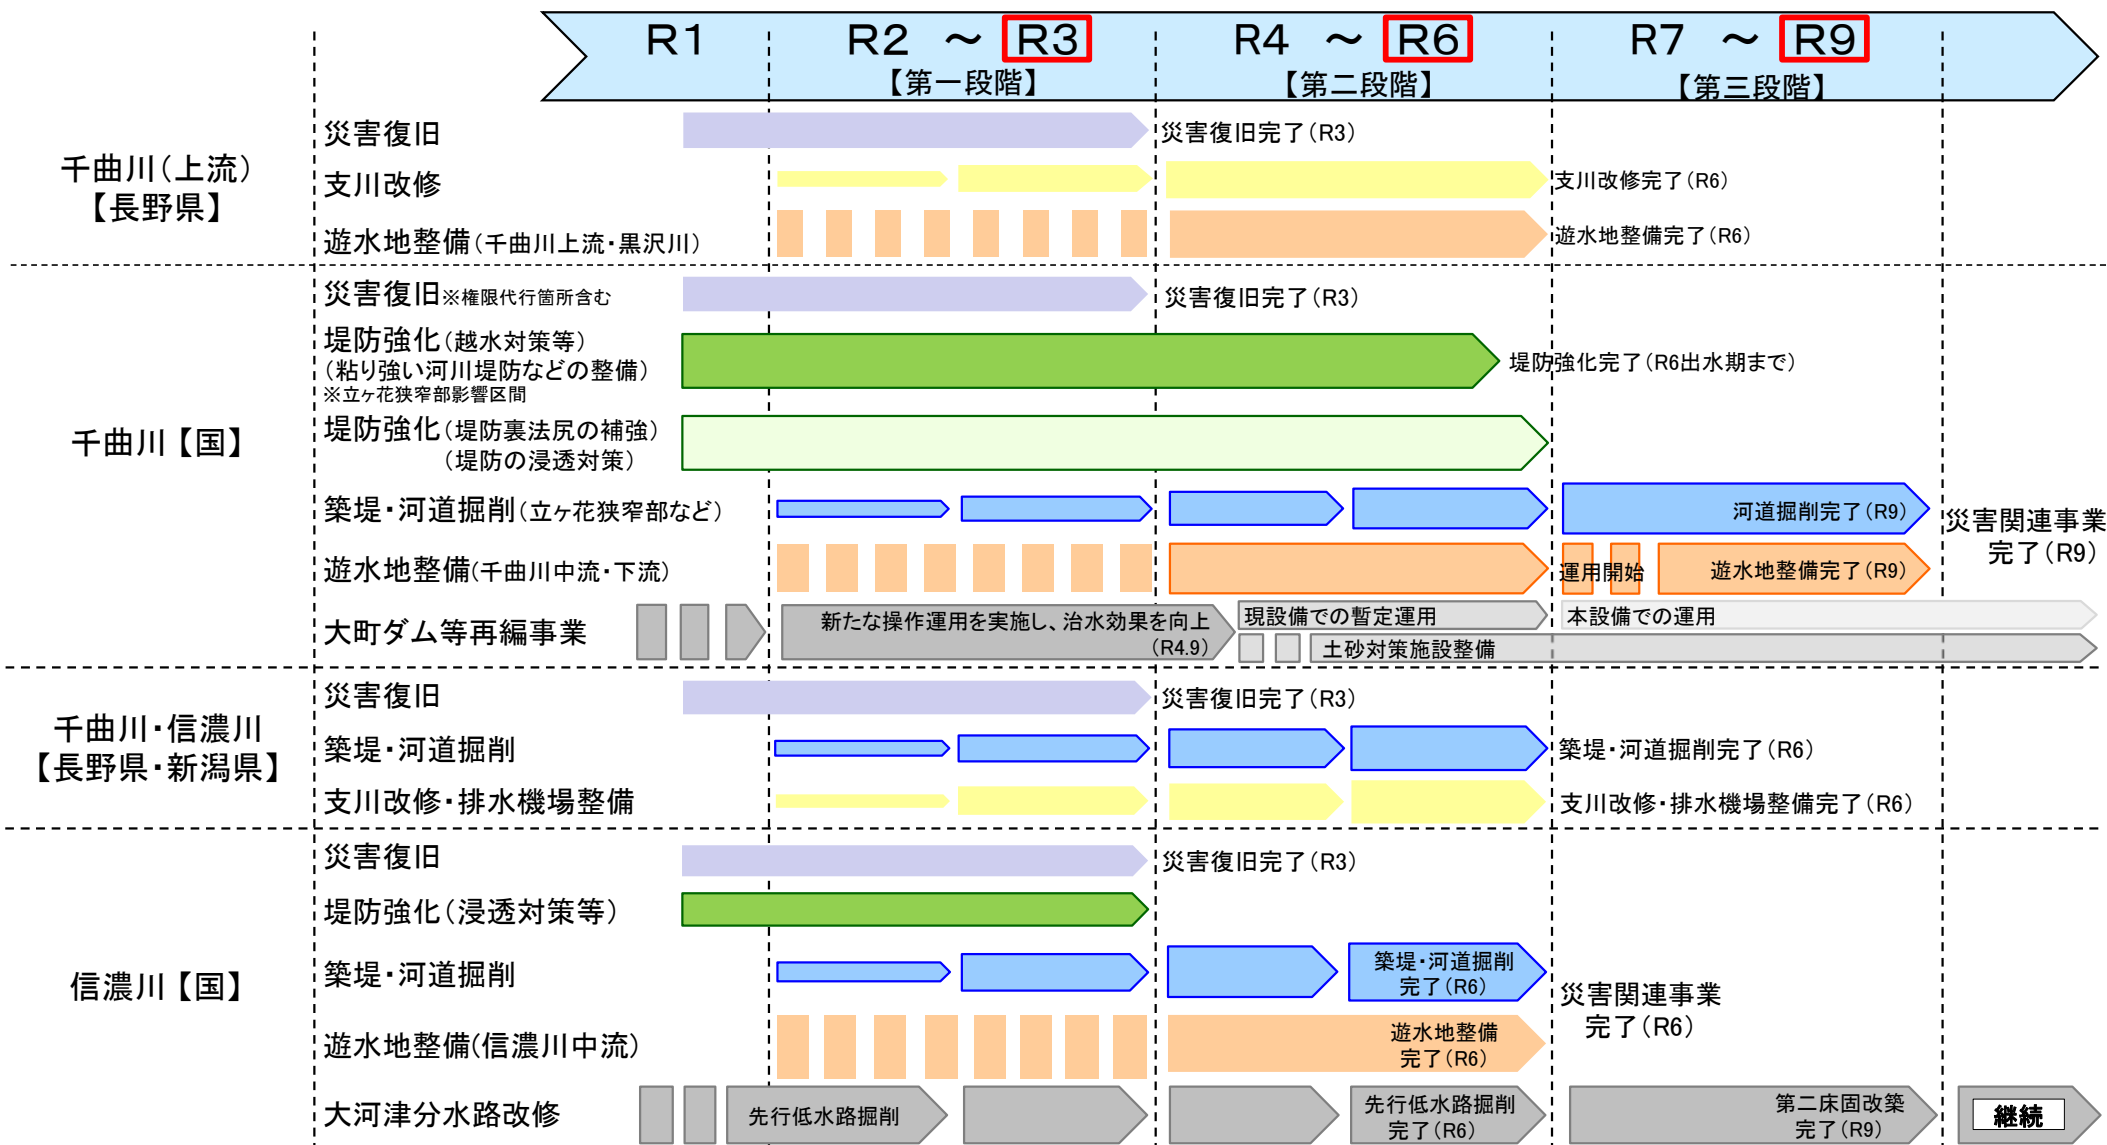 R1
R2 ～ R3
【第一段階】
R4 ～ R6
【第二段階】
R7 ～ R9
【第三段階】
千曲川（上流）
【長野県】
災害復旧
災害復旧完了（R3）
支川改修
支川改修完了（R6）
遊水地整備（千曲川上流・黒沢川）
遊水地整備完了（R6）
千曲川【国】
災害復旧※権限代行箇所含む
災害復旧完了（R3）
堤防強化（越水対策等）
（粘り強い河川堤防などの整備）
※立ヶ花狭窄部影響区間
堤防強化完了（R6出水期まで）
堤防強化（堤防裏法尻の補強）
（堤防の浸透対策）
築堤・河道掘削（立ヶ花狭窄部など）
河道掘削完了（R9）
遊水地整備（千曲川中流・下流）
運用開始
遊水地整備完了（R9）
災害関連事業
完了（R9）
大町ダム等再編事業
新たな操作運用を実施し、治水効果を向上
（R4.9）
現設備での暫定運用
本設備での運用
土砂対策施設整備
千曲川・信濃川
【長野県・新潟県】
災害復旧
災害復旧完了（R3）
築堤・河道掘削
築堤・河道掘削完了（R6）
支川改修・排水機場整備
支川改修・排水機場整備完了（R6）
信濃川【国】
災害復旧
災害復旧完了（R3）
堤防強化（浸透対策等）
築堤・河道掘削
築堤・河道掘削
完了（R6）
遊水地整備(信濃川中流)
遊水地整備
完了（R6）
災害関連事業
完了（R6）
大河津分水路改修
先行低水路掘削
先行低水路掘削
完了（R6）
第二床固改築
完了（R9）
継続